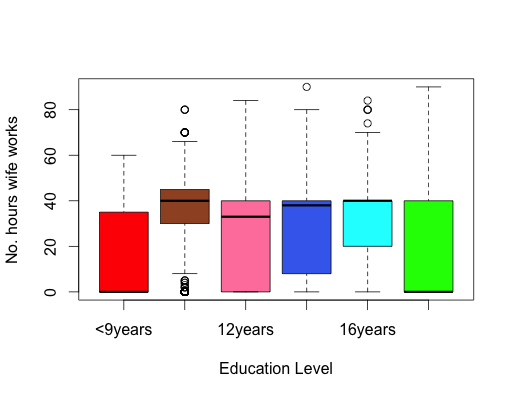 No. hours wife works
80
60
40
20
0
<9years
12years
16years
Education Level